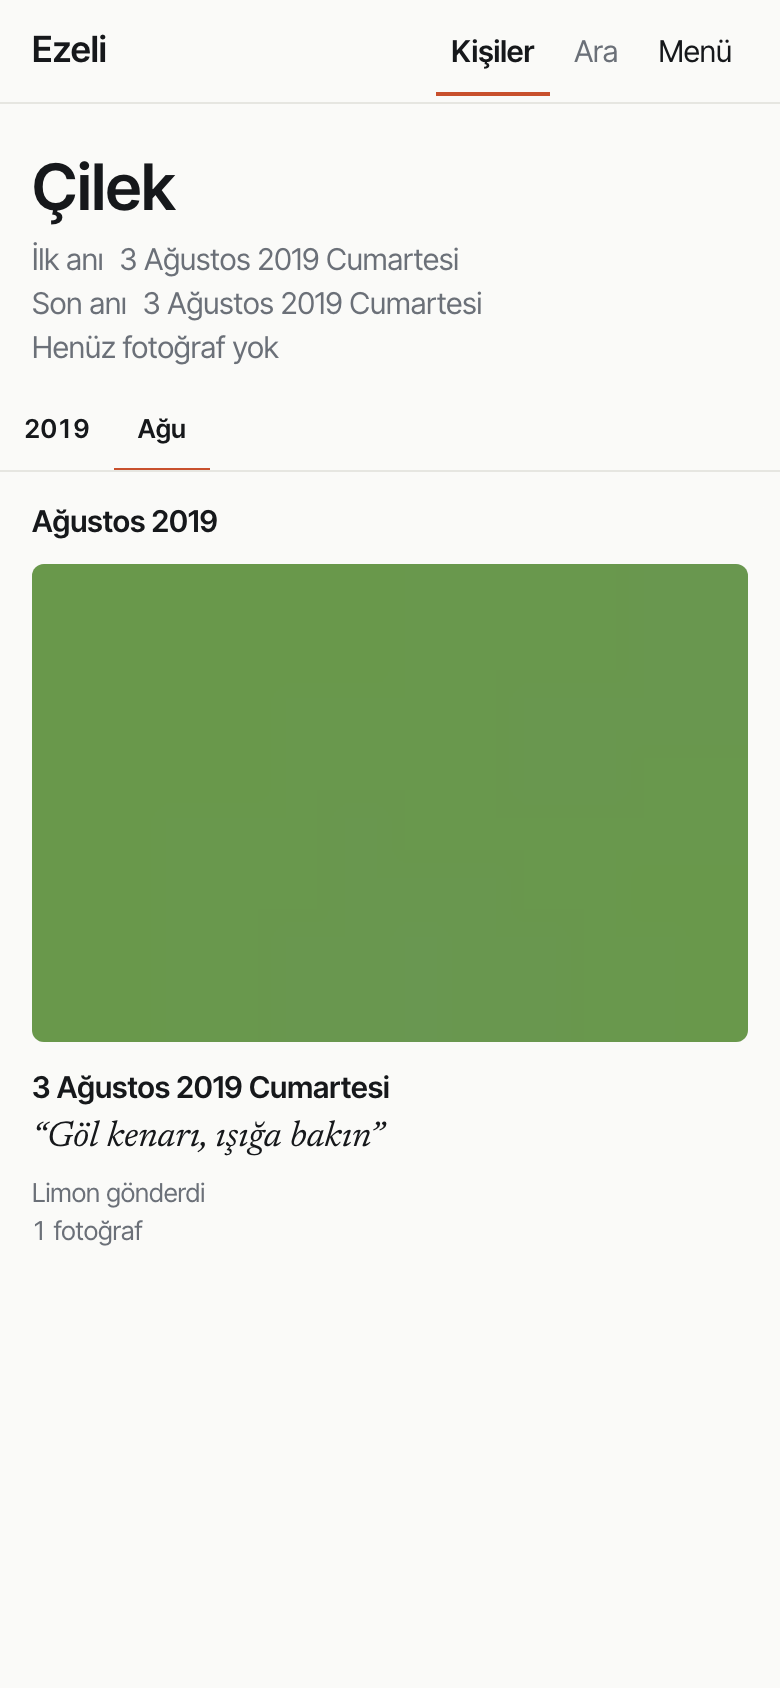 Ezeli
Kişiler Ara Menü
Çilek
İlk anı 3 Ağustos 2019 Cumartesi
Son anı 3 Ağustos 2019 Cumartesi
Henüz fotoğraf yok
2019 Ağu
Ağustos 2019
3 Ağustos 2019 Cumartesi
“Göl kenarı, ışığa bakın”
Limon gönderdi
1 fotoğraf